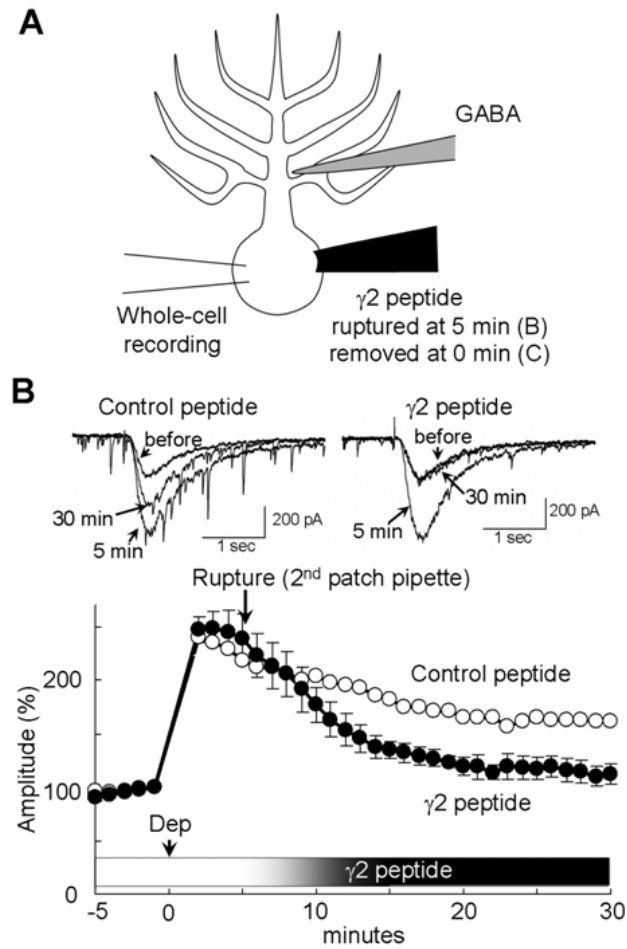 A
GABA
Whole-cell
recording
γ2 peptide
ruptured at 5 min (B)
removed at 0 min (C)
B
Control peptide
before
30 min
5 min
200 pA
1 sec
γ2 peptide
before
30 min
5 min
200 pA
1 sec
Rupture (2nd patch pipette)
Amplitude (%)
200
100
0
Control peptide
γ2 peptide
Dep
γ2 peptide
-5
0
10
20
30
minutes